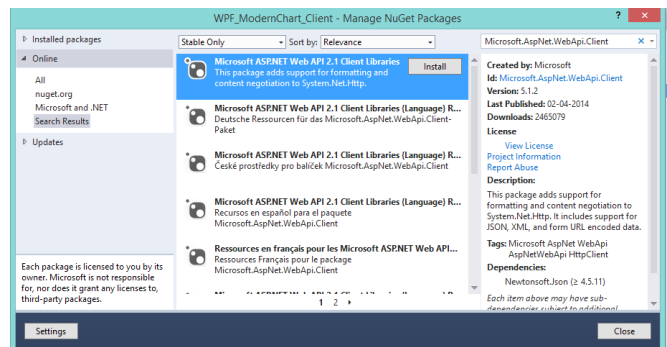 WPF_ModernChart_Client - Manage NuGet Packages
?
×
Installed packages
Online
All
nuget.org
Microsoft and .NET
Search Results
Updates
Each package is licensed to you by its
owner. Microsoft is not responsible
for, nor does it grant any licenses to,
third-party packages.
Stable Only
Sort by: Relevance
Microsoft ASP.NET Web API 2.1 Client Libraries
This package adds support for formatting and
content negotiation to System.Net.Http.
Install
Microsoft ASP.NET Web API 2.1 Client Libraries (Language) R...
Deutsche Ressourcen für das Microsoft.AspNet.WebApi.Client-
Paket
Microsoft ASP.NET Web API 2.1 Client Libraries (Language) R...
České prostředky pro balíček Microsoft.AspNet.WebApi.Client
Microsoft ASP.NET Web API 2.1 Client Libraries (Language) R...
Recursos en español para el paquete
Microsoft.AspNet.WebApi.Client
Ressources en français pour les Microsoft ASP.NET Web API...
Ressources Français pour le package
Microsoft.AspNet.WebApi.Client
1 2
Microsoft.AspNet.WebApi.Client
×
Created by: Microsoft
Id: Microsoft.AspNet.WebApi.Client
Version: 5.1.2
Last Published: 02-04-2014
Downloads: 2465079
License
View License
Project Information
Report Abuse
Description:
This package adds support for
formatting and content negotiation to
System.Net.Http. It includes support for
JSON, XML, and form URL encoded data.
Tags: Microsoft AspNet WebApi
AspNetWebApi HttpClient
Dependencies:
Newtonsoft.Json (≥ 4.5.11)
Each item above may have sub-
dependencies subject to additional
Settings
Close